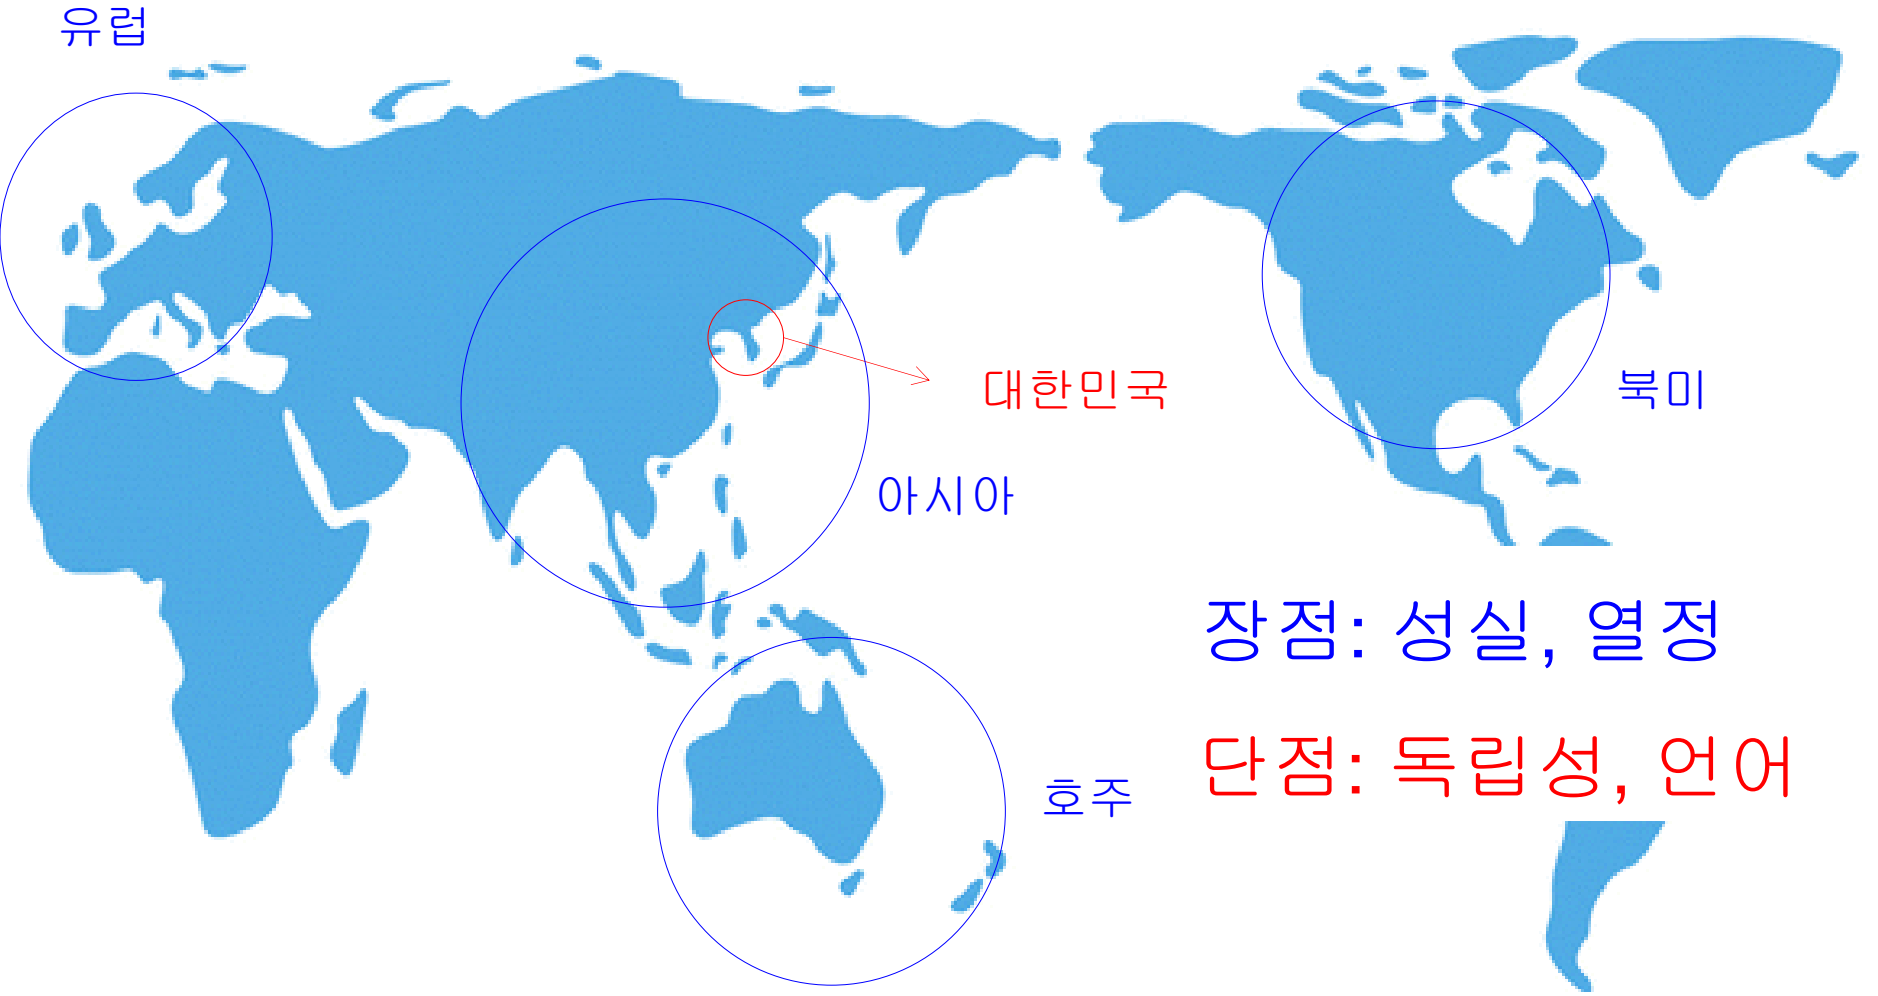 유럽
대한민국
북미
아시아
장점: 성실, 열정
단점: 독립성, 언어
호주